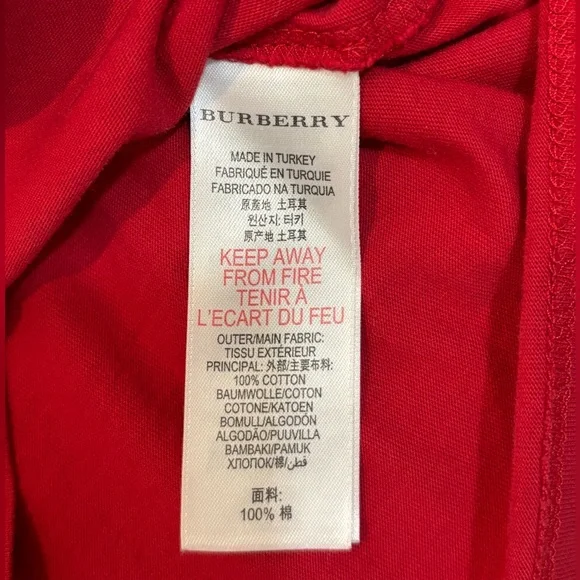 BURBERRY
MADE IN TURKEY
FABRIQUÉ EN TURQUIE
FABRICADO NA TURQUIA
原產地 土耳其
원산지: 터키
原产地 土耳其
KEEP AWAY
FROM FIRE
TENIR À
L'ECART DU FEU
OUTER/MAIN FABRIC:
TISSU EXTÉRIEUR
PRINCIPAL: 外部/主要布料:
100% COTTON
BAUMWOLLE/COTON
COTONE/KATOEN
BOMULL/ALGODÓN
ALGODÃO/PUUVILLA
BAMBAKI/PAMUK
ХЛОПОК/棉/قطن
面料:
100% 棉